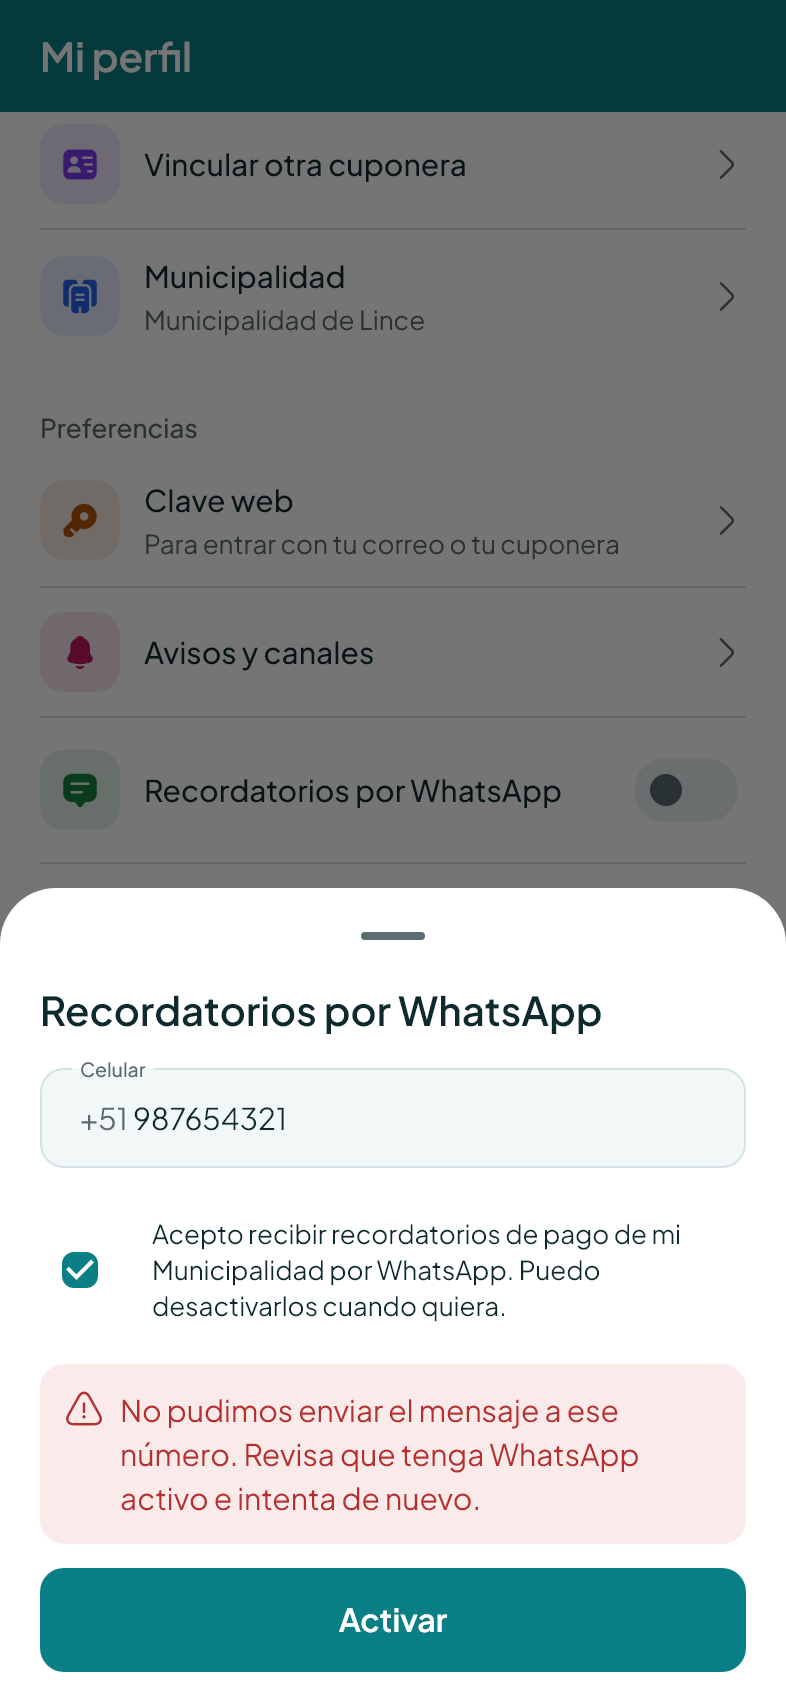 Mi perfil
Vincular otra cuponera
Municipalidad
Municipalidad de Lince
Preferencias
Clave web
Para entrar con tu correo o tu cuponera
Avisos y canales
Recordatorios por WhatsApp
Recordatorios por WhatsApp
Celular
+51 987654321
Acepto recibir recordatorios de pago de mi
Municipalidad por WhatsApp. Puedo
desactivarlos cuando quiera.
No pudimos enviar el mensaje a ese
número. Revisa que tenga WhatsApp
activo e intenta de nuevo.
Activar